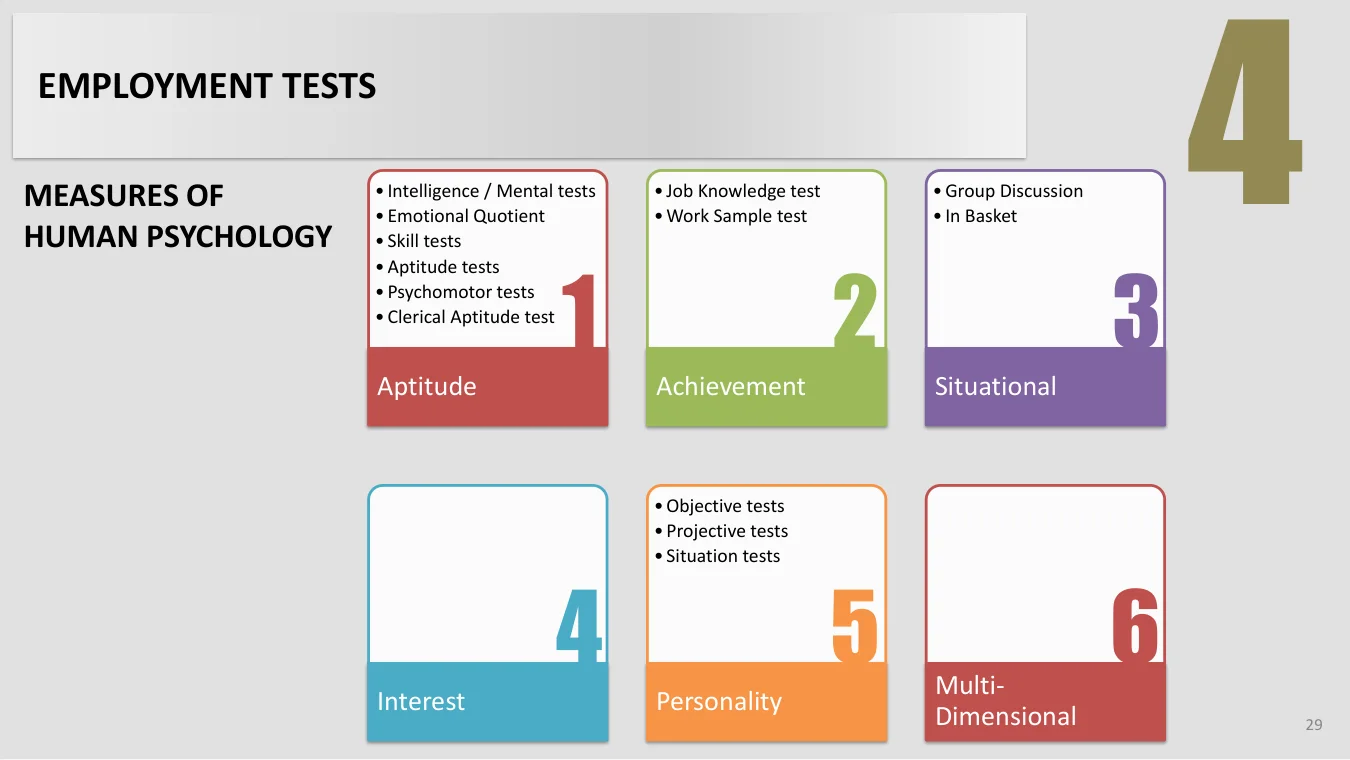 EMPLOYMENT TESTS
4
MEASURES OF
HUMAN PSYCHOLOGY
• Intelligence / Mental tests
• Emotional Quotient
• Skill tests
• Aptitude tests
• Psychomotor tests
• Clerical Aptitude test
1
Aptitude
• Job Knowledge test
• Work Sample test
2
Achievement
• Group Discussion
• In Basket
3
Situational
4
Interest
• Objective tests
• Projective tests
• Situation tests
5
Personality
6
Multi-
Dimensional
29